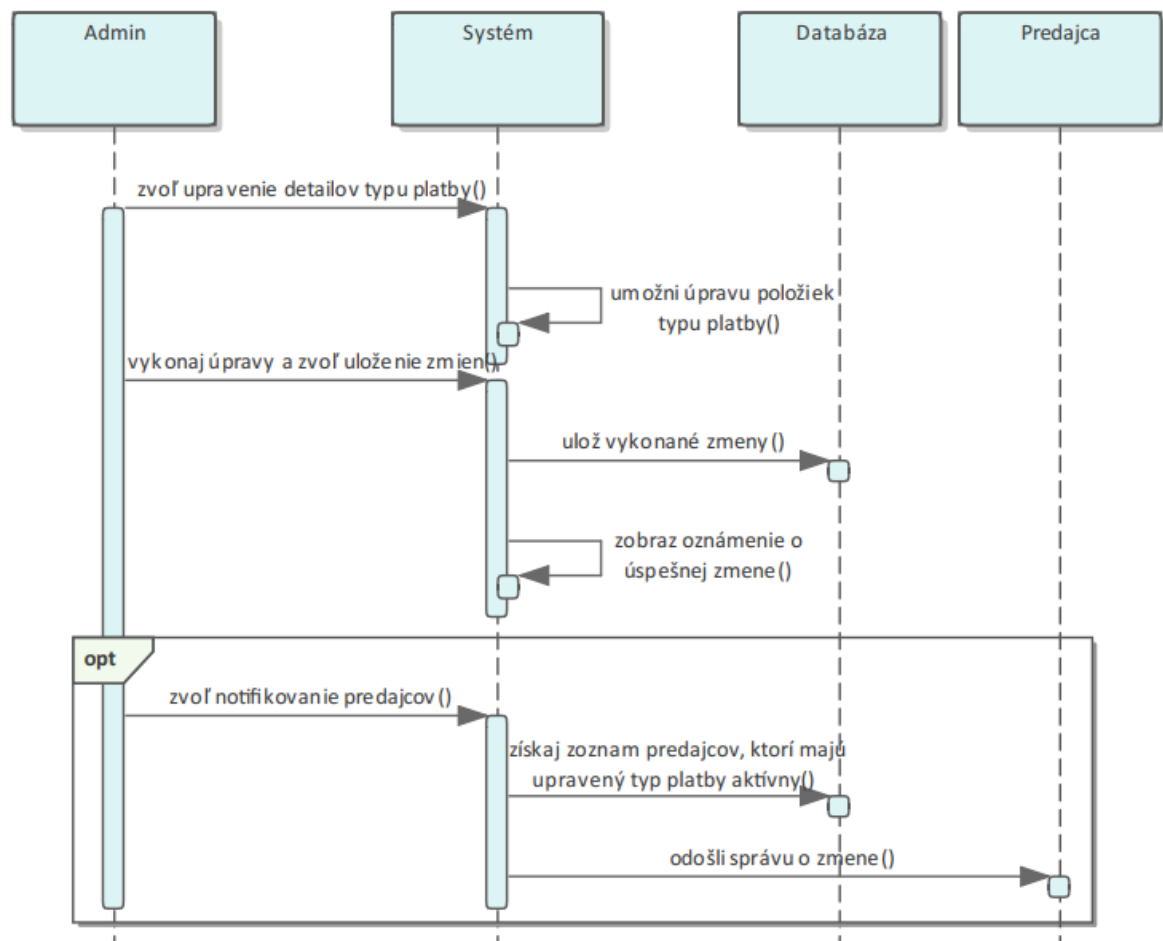 Admin
Systém
Databáza
Predajca
zvoľ upravenie detailov typu platby()
umožni úpravu položiek
typu platby()
vykonaj úpravy a zvoľ uloženie zmien()
ulož vykonané zmeny()
zobraz oznámenie o
úspešnej zmene()
opt
zvoľ notifikovanie predajcov()
získaj zoznam predajcov, ktorí majú
upravený typ platby aktívny()
odošli správu o zmene()